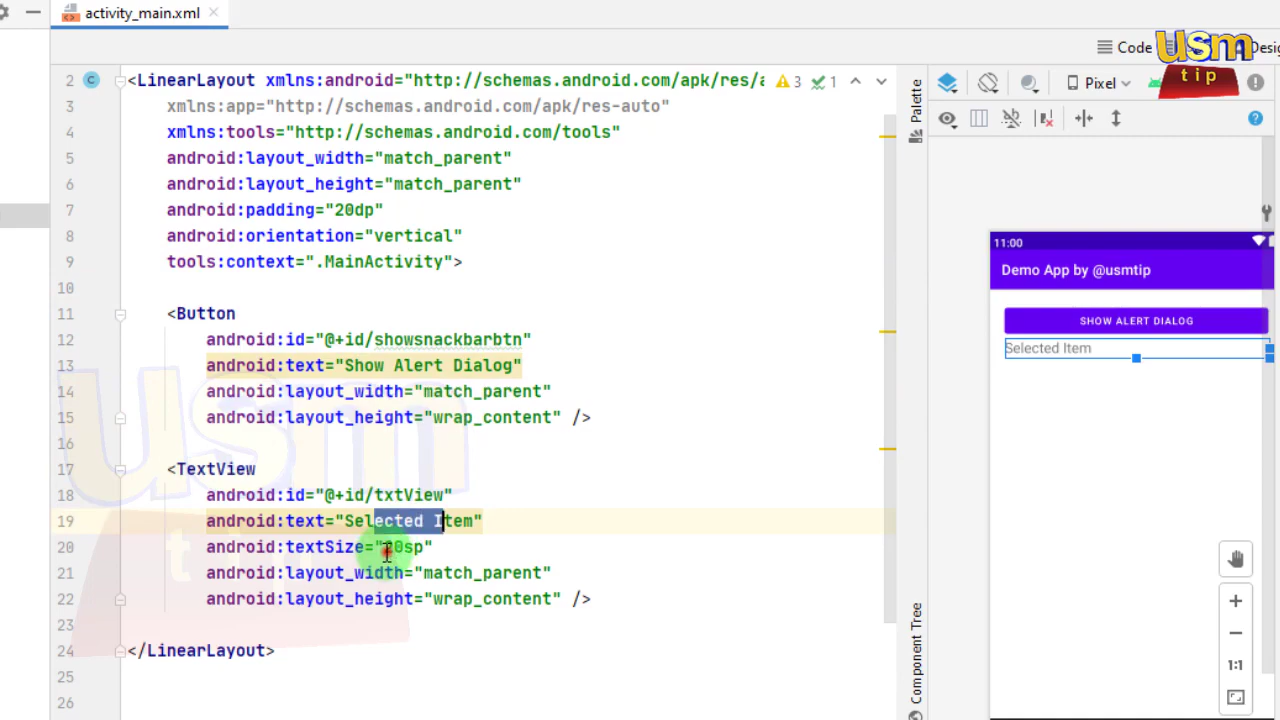 activity_main.xml
Code
Desi
usm
tip
2 <LinearLayout xmlns:android="http://schemas.android.com/apk/res/a
3 xmlns:app="http://schemas.android.com/apk/res-auto"
4 xmlns:tools="http://schemas.android.com/tools"
5 android:layout_width="match_parent"
6 android:layout_height="match_parent"
7 android:padding="20dp"
8 android:orientation="vertical"
9 tools:context=".MainActivity">
10
11 <Button
12 android:id="@+id/showsnackbarbtn"
13 android:text="Show Alert Dialog"
14 android:layout_width="match_parent"
15 android:layout_height="wrap_content" />
16
17 <TextView
18 android:id="@+id/txtView"
19 android:text="Selected Item"
20 android:textSize="20sp"
21 android:layout_width="match_parent"
22 android:layout_height="wrap_content" />
23
24 </LinearLayout>
25
26
3 1
usm
tip
Palette
Component Tree
Pixel
11:00
Demo App by @usmtip
SHOW ALERT DIALOG
Selected Item
1:1